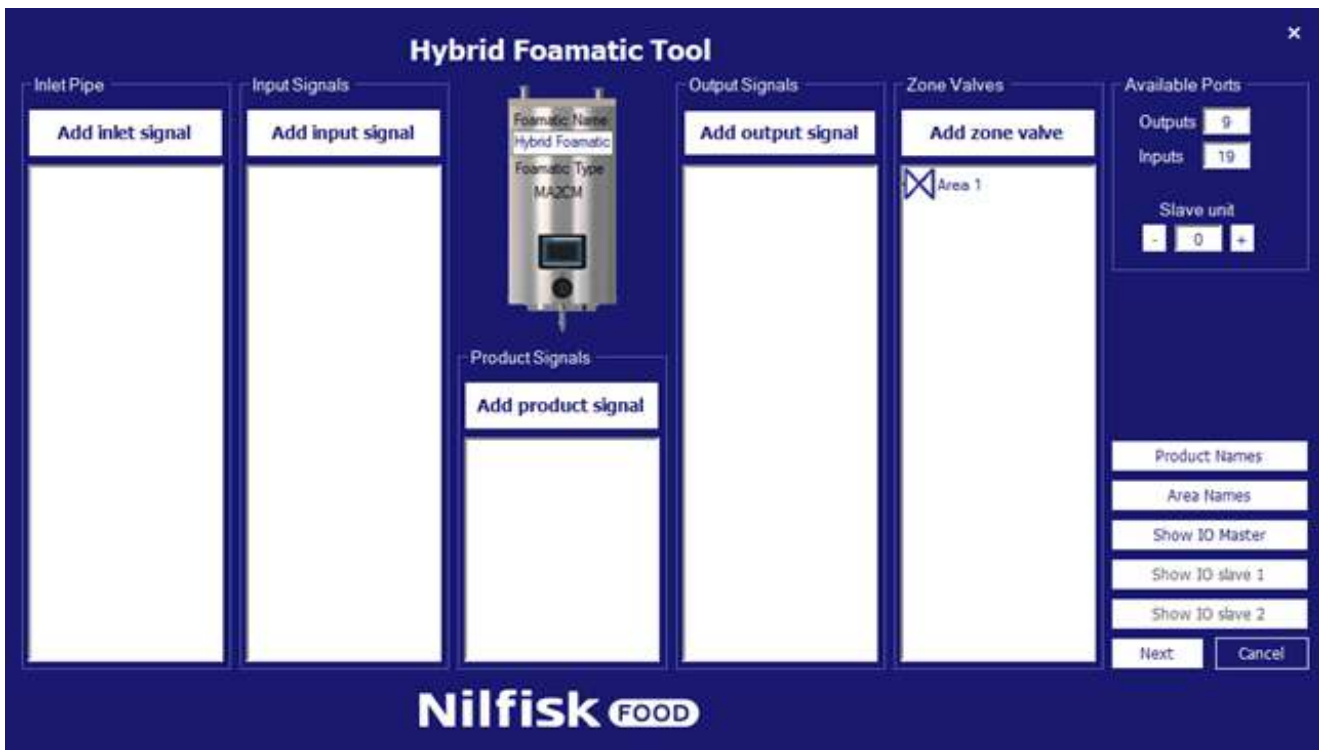 ×
Hybrid Foamatic Tool
Inlet Pipe
Add inlet signal
Input Signals
Add input signal
Foamatic Name
Hybrid Foamatic
Foamatic Type
MA2CM
Product Signals
Add product signal
Output Signals
Add output signal
Zone Valves
Add zone valve
Area 1
Available Ports
Outputs 9
Inputs 19
Slave unit
- 0 +
Product Names
Area Names
Show IO Master
Show IO slave 1
Show IO slave 2
Next Cancel
Nilfisk FOOD